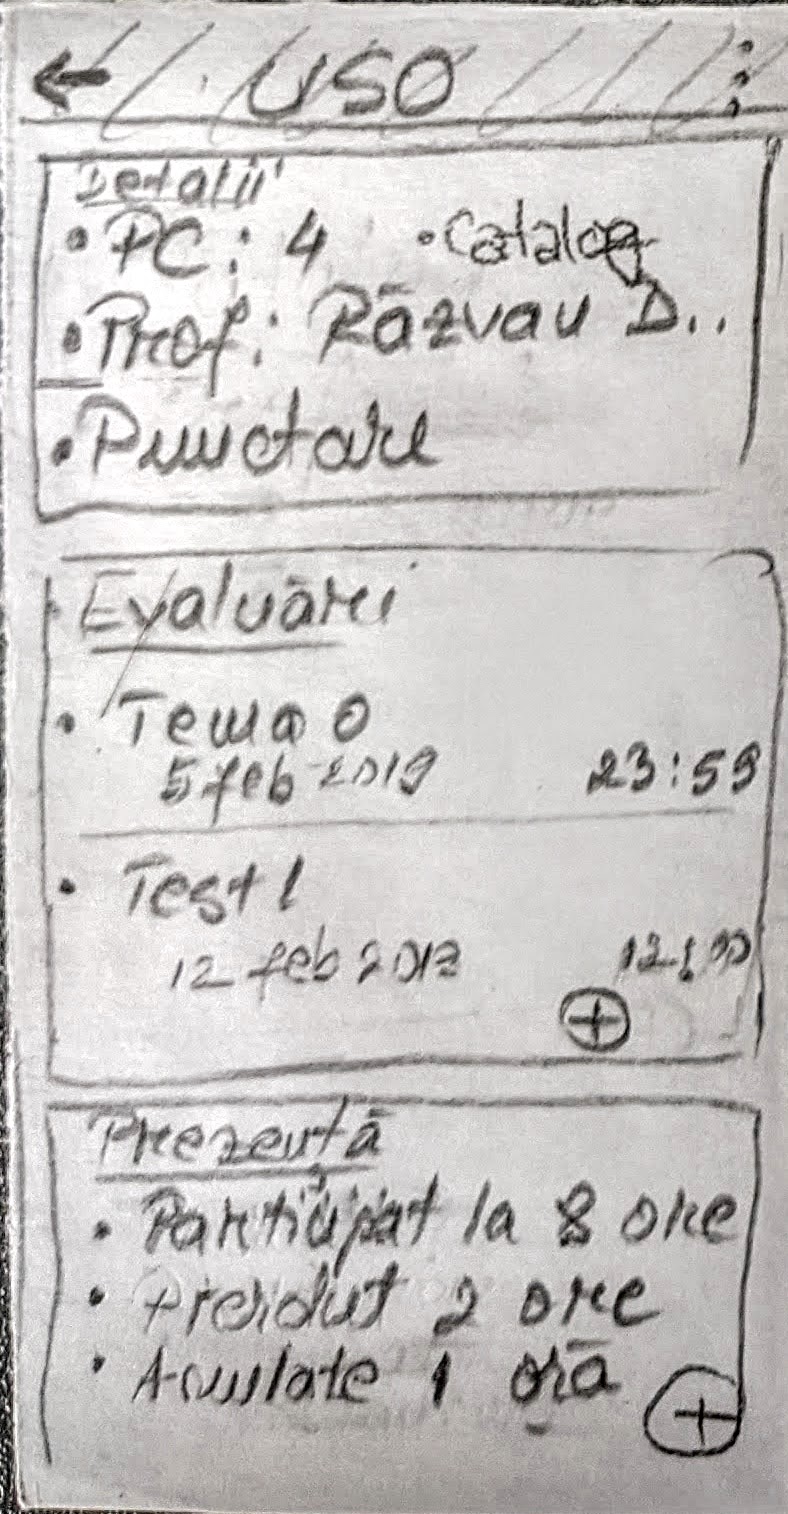 USO
Detalii
• PC: 4 • Catalog
• Prof: Răzvan D..
• Punctare
Evaluări
• Tema 0
5 feb 2019 23:59
• Test 1
12 feb 2019 12:00
Prezență
• Participat la 8 ore
• Pierdut 2 ore
• Anulate 1 oră